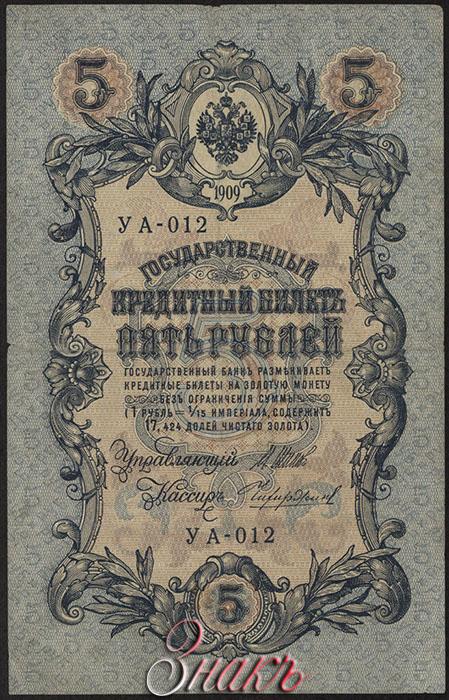 5 5
1909
УА-012
ГОСУДАРСТВЕННЫЙ
КРЕДИТНЫЙ БИЛЕТЪ
ПЯТЬ РУБЛЕЙ
ГОСУДАРСТВЕННЫЙ БАНКЪ РАЗМѢНИВАЕТЪ
КРЕДИТНЫЕ БИЛЕТЫ НА ЗОЛОТУЮ МОНЕТУ
БЕЗЪ ОГРАНИЧЕНІЯ СУММЫ
(1 РУБЛЬ = 1/15 ИМПЕРІАЛА, СОДЕРЖИТЪ
17,424 ДОЛЕЙ ЧИСТАГО ЗОЛОТА).
Управляющій
Кассиръ
УА-012
5
Знакъ